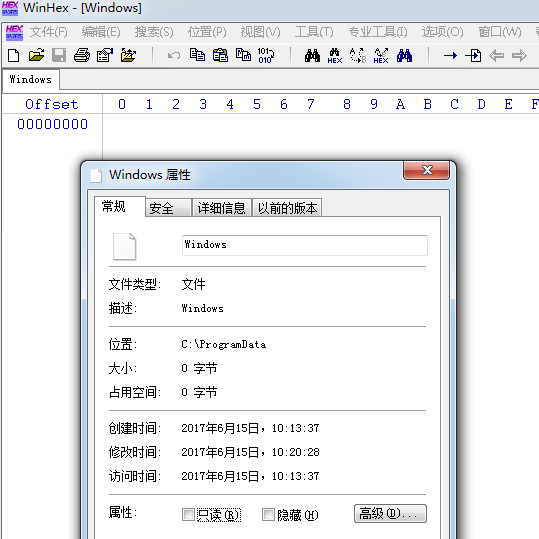 WinHex - [Windows]
文件(F) 编辑(E) 搜索(S) 位置(P) 视图(V) 工具(T) 专业工具(I) 选项(O) 窗口(W)
Windows
Offset 0 1 2 3 4 5 6 7 8 9 A B C D E F
00000000
Windows 属性
常规 安全 详细信息 以前的版本
Windows
文件类型: 文件
描述: Windows
位置: C:\ProgramData
大小: 0 字节
占用空间: 0 字节
创建时间: 2017年6月15日, 10:13:37
修改时间: 2017年6月15日, 10:20:28
访问时间: 2017年6月15日, 10:13:37
属性: 只读(R) 隐藏(H) 高级(D)...